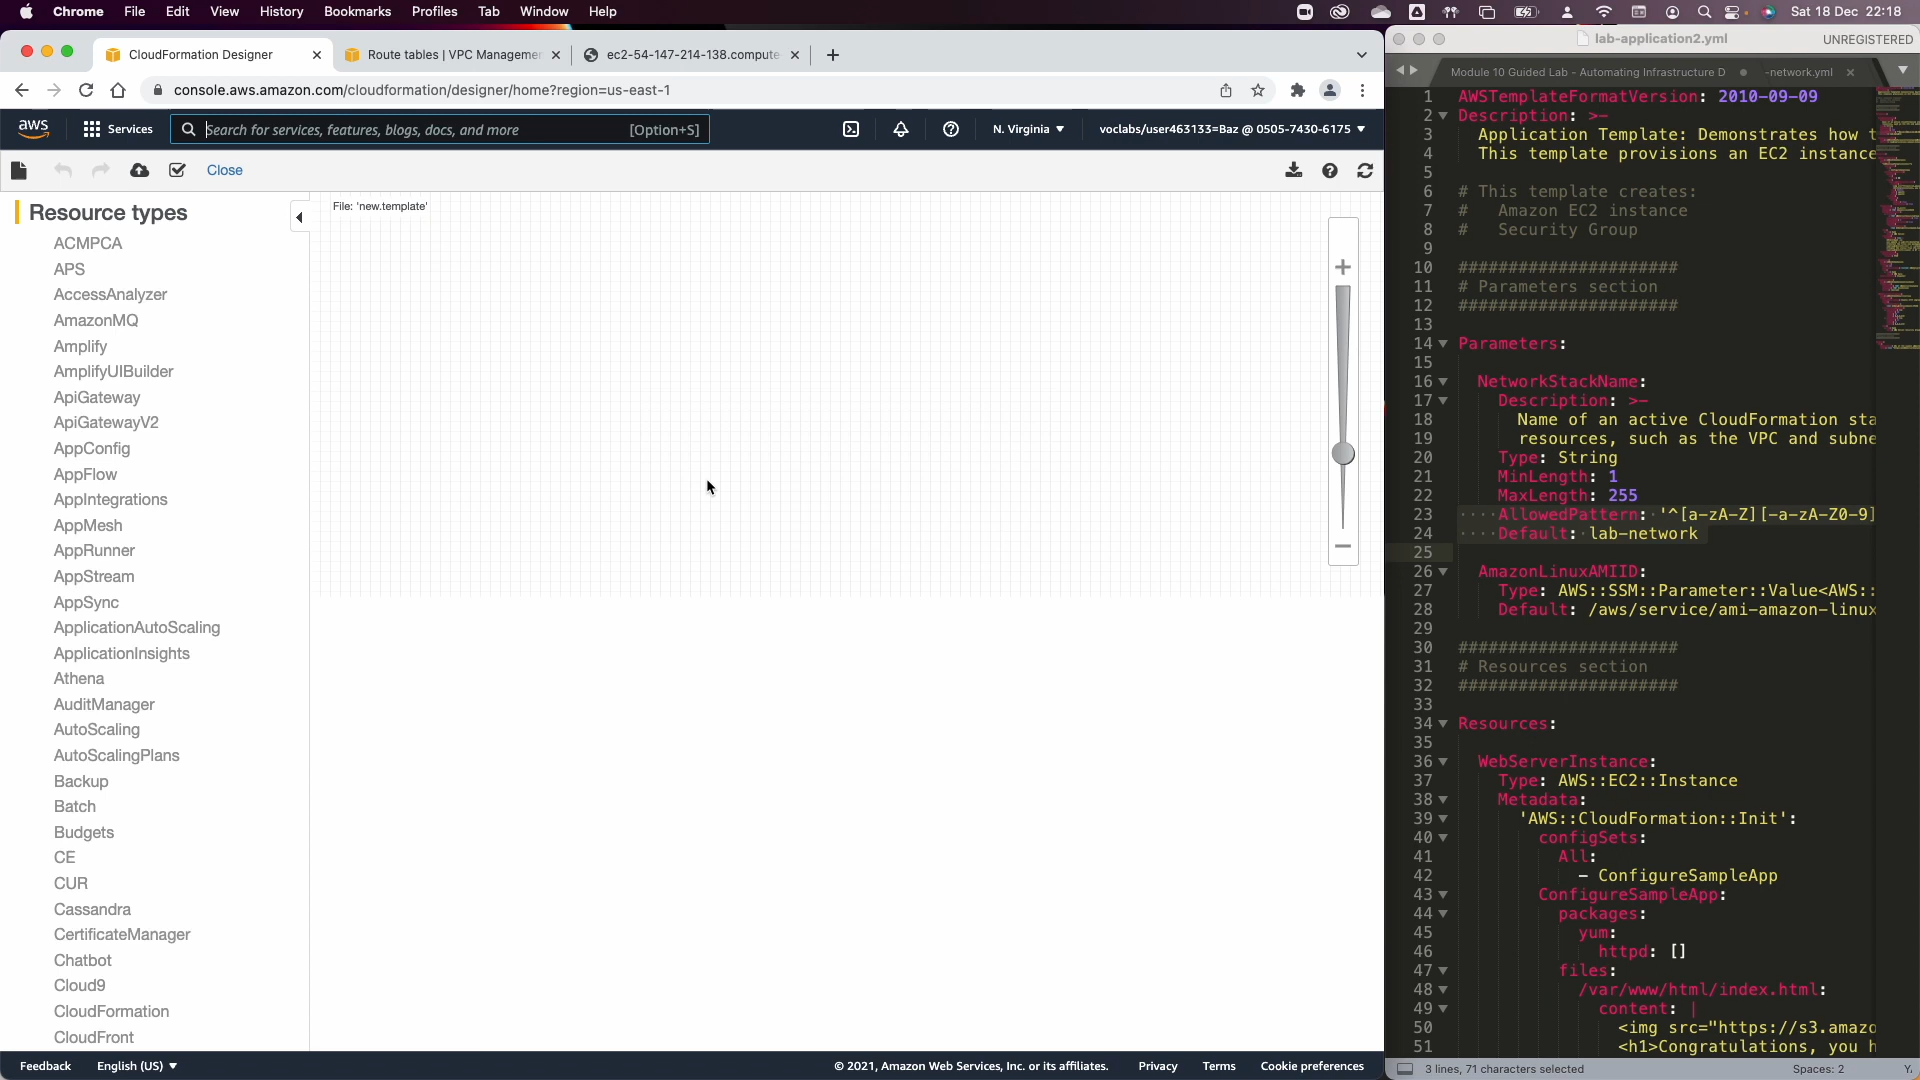 Chrome File Edit View History Bookmarks Profiles Tab Window Help
Sat 18 Dec 22:18
CloudFormation Designer
Route tables | VPC Managemer
ec2-54-147-214-138.compute
console.aws.amazon.com/cloudformation/designer/home?region=us-east-1
aws
Services
Search for services, features, blogs, docs, and more
[Option+S]
N. Virginia
voclabs/user463133=Baz @ 0505-7430-6175
Close
Resource types
File: 'new.template'
ACMPCA
APS
AccessAnalyzer
AmazonMQ
Amplify
AmplifyUIBuilder
ApiGateway
ApiGatewayV2
AppConfig
AppFlow
AppIntegrations
AppMesh
AppRunner
AppStream
AppSync
ApplicationAutoScaling
ApplicationInsights
Athena
AuditManager
AutoScaling
AutoScalingPlans
Backup
Batch
Budgets
CE
CUR
Cassandra
CertificateManager
Chatbot
Cloud9
CloudFormation
CloudFront
Feedback
English (US)
© 2021, Amazon Web Services, Inc. or its affiliates.
Privacy
Terms
Cookie preferences
lab-application2.yml
UNREGISTERED
Module 10 Guided Lab - Automating Infrastructure D
-network.yml
1 AWSTemplateFormatVersion: 2010-09-09
2 Description: >-
3 Application Template: Demonstrates how t
4 This template provisions an EC2 instance
5
6 # This template creates:
7 #   Amazon EC2 instance
8 #   Security Group
9
10 ######################
11 # Parameters section
12 ######################
13
14 Parameters:
15
16 NetworkStackName:
17 Description: >-
18 Name of an active CloudFormation sta
19 resources, such as the VPC and subne
20 Type: String
21 MinLength: 1
22 MaxLength: 255
23 AllowedPattern: '^[a-zA-Z][-a-zA-Z0-9]
24 Default: lab-network
25
26 AmazonLinuxAMIID:
27 Type: AWS::SSM::Parameter::Value<AWS::
28 Default: /aws/service/ami-amazon-linux
29
30 ######################
31 # Resources section
32 ######################
33
34 Resources:
35
36 WebServerInstance:
37 Type: AWS::EC2::Instance
38 Metadata:
39 'AWS::CloudFormation::Init':
40 configSets:
41 All:
42 - ConfigureSampleApp
43 ConfigureSampleApp:
44 packages:
45 yum:
46 httpd: []
47 files:
48 /var/www/html/index.html:
49 content: |
50 <img src="https://s3.amazo
51 <h1>Congratulations, you h
3 lines, 71 characters selected
Spaces: 2